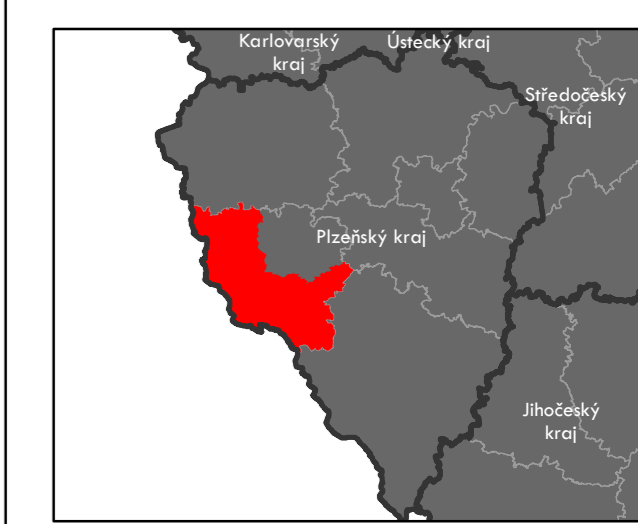 Karlovarský
kraj
Ústecký kraj
Středočeský
kraj
Plzeňský kraj
Jihočeský
kraj